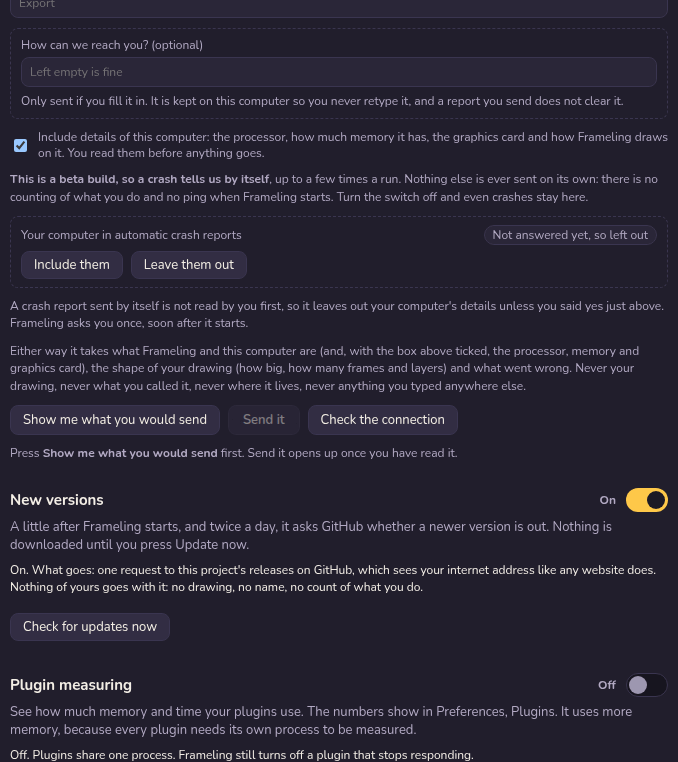 Export
How can we reach you? (optional)
Left empty is fine
Only sent if you fill it in. It is kept on this computer so you never retype it, and a report you send does not clear it.
Include details of this computer: the processor, how much memory it has, the graphics card and how Frameling draws
on it. You read them before anything goes.
This is a beta build, so a crash tells us by itself, up to a few times a run. Nothing else is ever sent on its own: there is no
counting of what you do and no ping when Frameling starts. Turn the switch off and even crashes stay here.
Your computer in automatic crash reports
Not answered yet, so left out
Include them
Leave them out
A crash report sent by itself is not read by you first, so it leaves out your computer's details unless you said yes just above.
Frameling asks you once, soon after it starts.
Either way it takes what Frameling and this computer are (and, with the box above ticked, the processor, memory and
graphics card), the shape of your drawing (how big, how many frames and layers) and what went wrong. Never your
drawing, never what you called it, never where it lives, never anything you typed anywhere else.
Show me what you would send
Send it
Check the connection
Press Show me what you would send first. Send it opens up once you have read it.
New versions
On
A little after Frameling starts, and twice a day, it asks GitHub whether a newer version is out. Nothing is
downloaded until you press Update now.
On. What goes: one request to this project's releases on GitHub, which sees your internet address like any website does.
Nothing of yours goes with it: no drawing, no name, no count of what you do.
Check for updates now
Plugin measuring
Off
See how much memory and time your plugins use. The numbers show in Preferences, Plugins. It uses more
memory, because every plugin needs its own process to be measured.
Off. Plugins share one process. Frameling still turns off a plugin that stops responding.